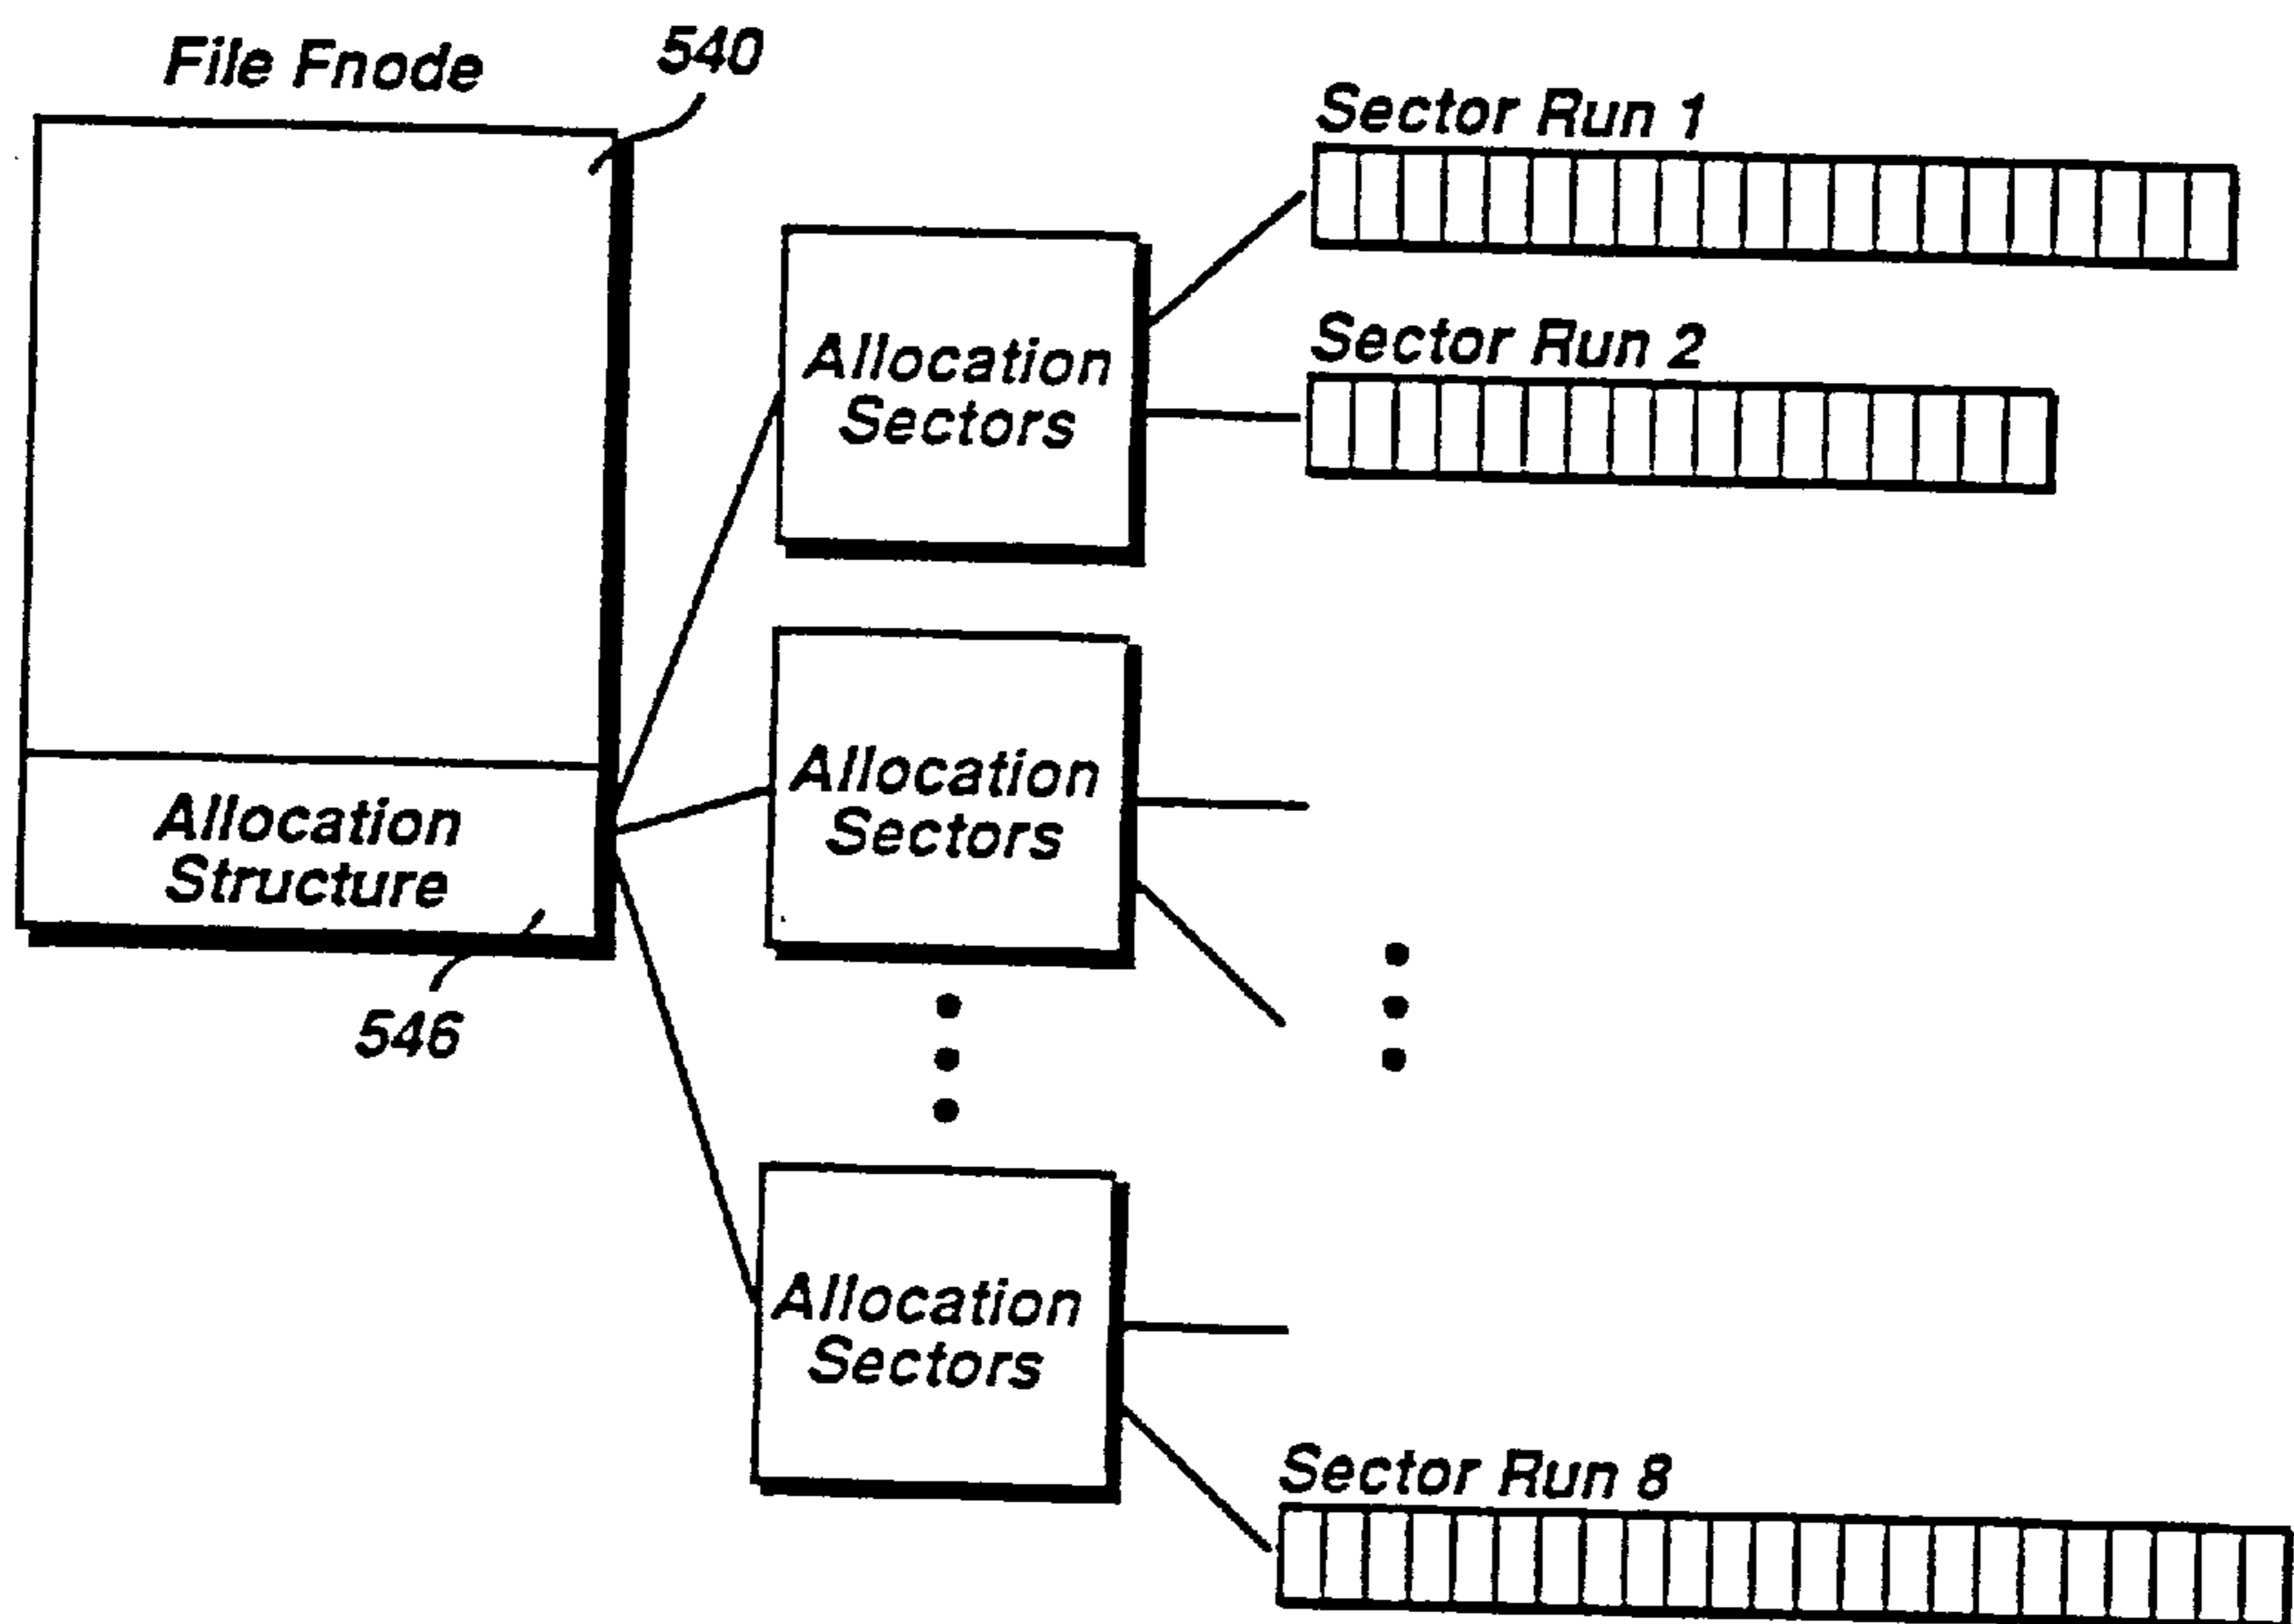 File Fnode
540
Sector Run 1
Allocation
Sectors
Sector Run 2
Allocation
Sectors
Allocation
Structure
546
Allocation
Sectors
Sector Run 8